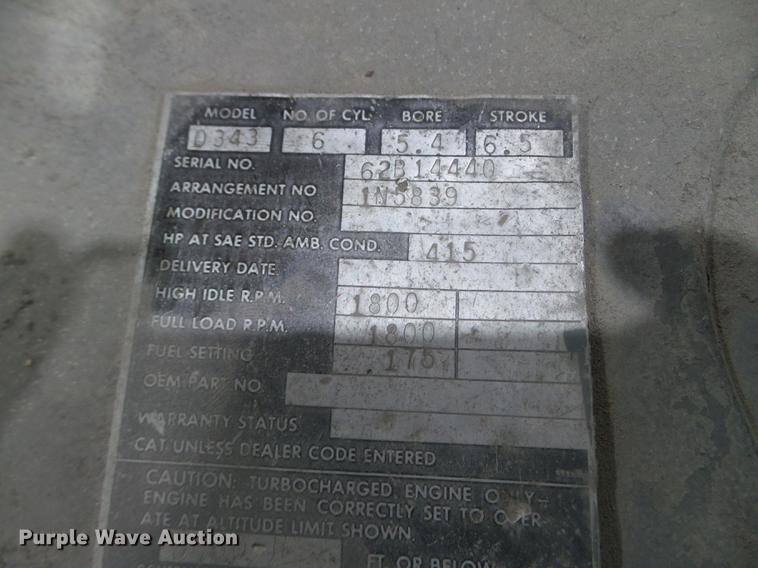 MODEL NO. OF CYL. BORE STROKE
D343 6 5.4 6.5
SERIAL NO. 62B14440
ARRANGEMENT NO. 1N5839
MODIFICATION NO.
HP AT SAE STD. AMB. COND. 415
DELIVERY DATE
HIGH IDLE R.P.M. 1800
FULL LOAD R.P.M. 1800
FUEL SETTING 175
OEM PART NO.
WARRANTY STATUS
CAT UNLESS DEALER CODE ENTERED
CAUTION: TURBOCHARGED ENGINE ONLY-
ENGINE HAS BEEN CORRECTLY SET TO OPER-
ATE AT ALTITUDE LIMIT SHOWN.
FT. OR BELOW
Purple Wave Auction®